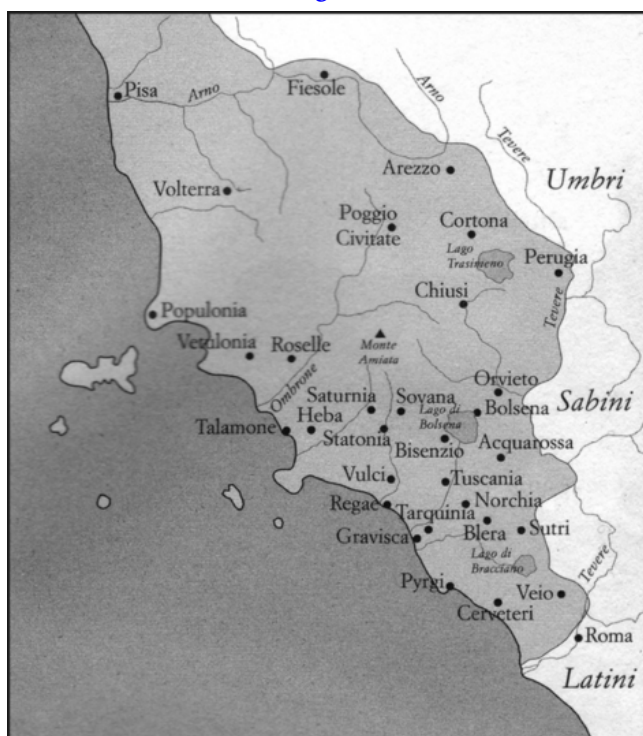 Pisa
Arno
Fiesole
Arno
Tevere
Arezzo
Umbri
Volterra
Poggio
Civitate
Cortona
Lago
Trasimeno
Perugia
Chiusi
Tevere
Populonia
Vetulonia
Roselle
Monte
Amiata
Ombrone
Orvieto
Sabini
Saturnia
Sovana
Lago di
Bolsena
Bolsena
Talamone
Heba
Statonia
Bisenzio
Acquarossa
Vulci
Tuscania
Regae
Norchia
Tarquinia
Blera
Sutri
Gravisca
Lago di
Bracciano
Tevere
Pyrgi
Veio
Cerveteri
Roma
Latini